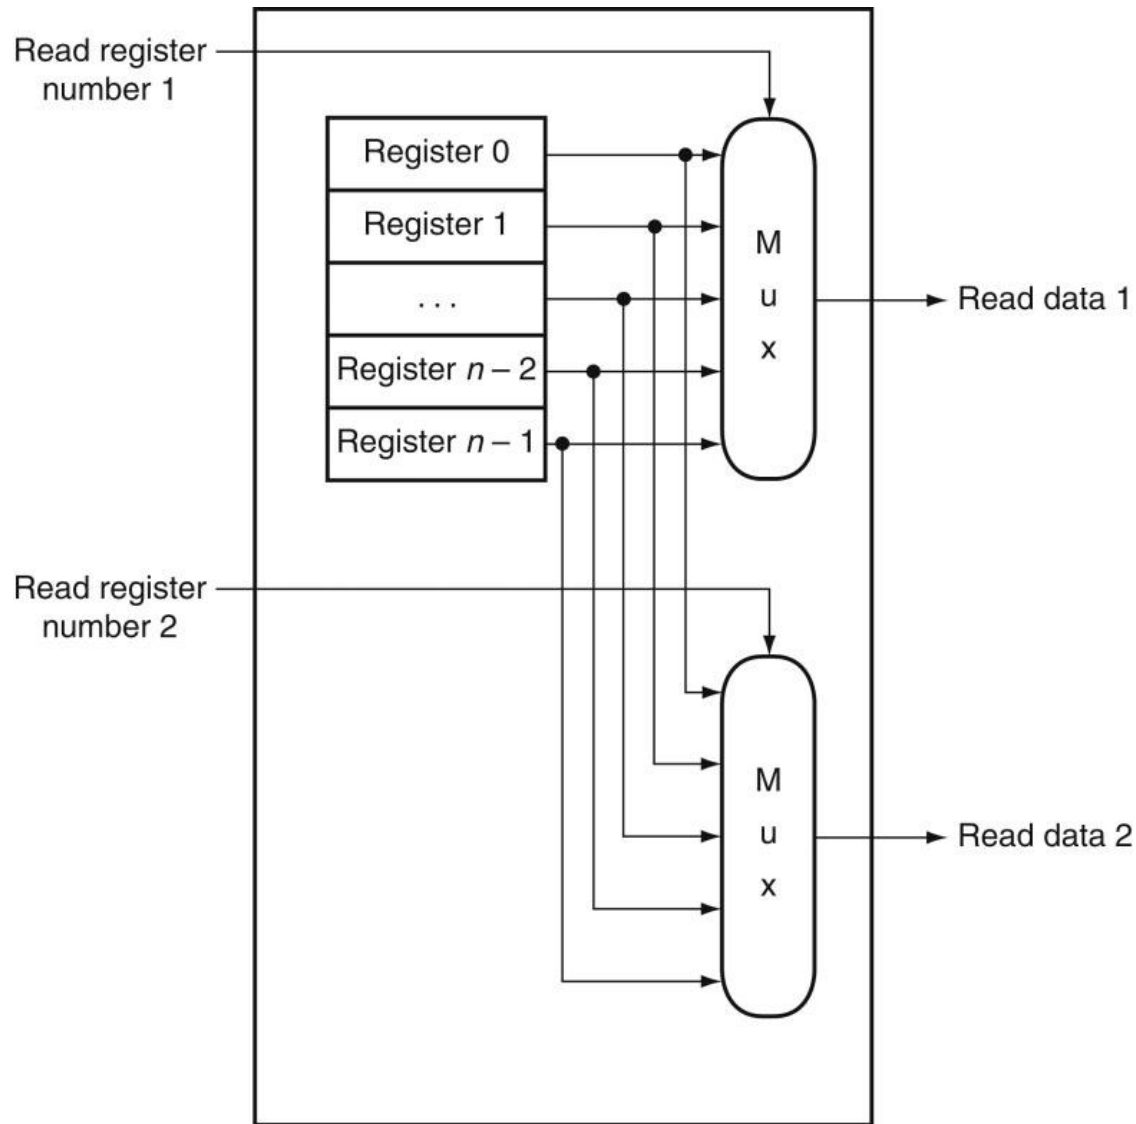 Read register
number 1
Register 0
Register 1
. . .
Register n – 2
Register n – 1
M
u
x
Read data 1
Read register
number 2
M
u
x
Read data 2